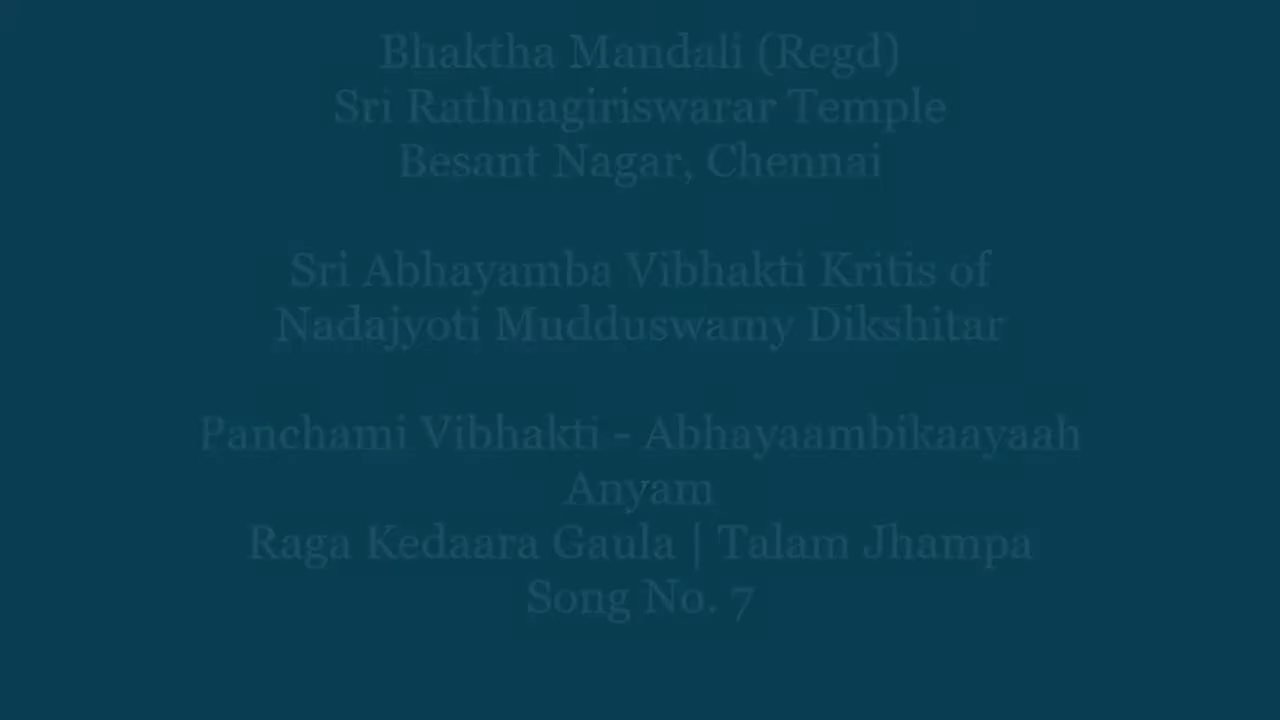 Bhaktha Mandali (Regd)
Sri Rathnagiriswarar Temple
Besant Nagar, Chennai
Sri Abhayamba Vibhakti Kritis of
Nadajyoti Mudduswamy Dikshitar
Panchami Vibhakti - Abhayaambikaayaah
Anyam
Raga Kedaara Gaula | Talam Jhampa
Song No. 7